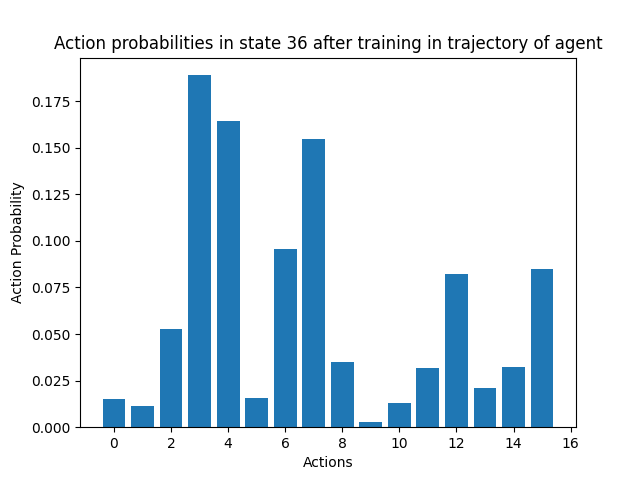 Action probabilities in state 36 after training in trajectory of agent
0.175
0.150
0.125
0.100
0.075
0.050
0.025
0.000
Action Probability
0 2 4 6 8 10 12 14 16
Actions